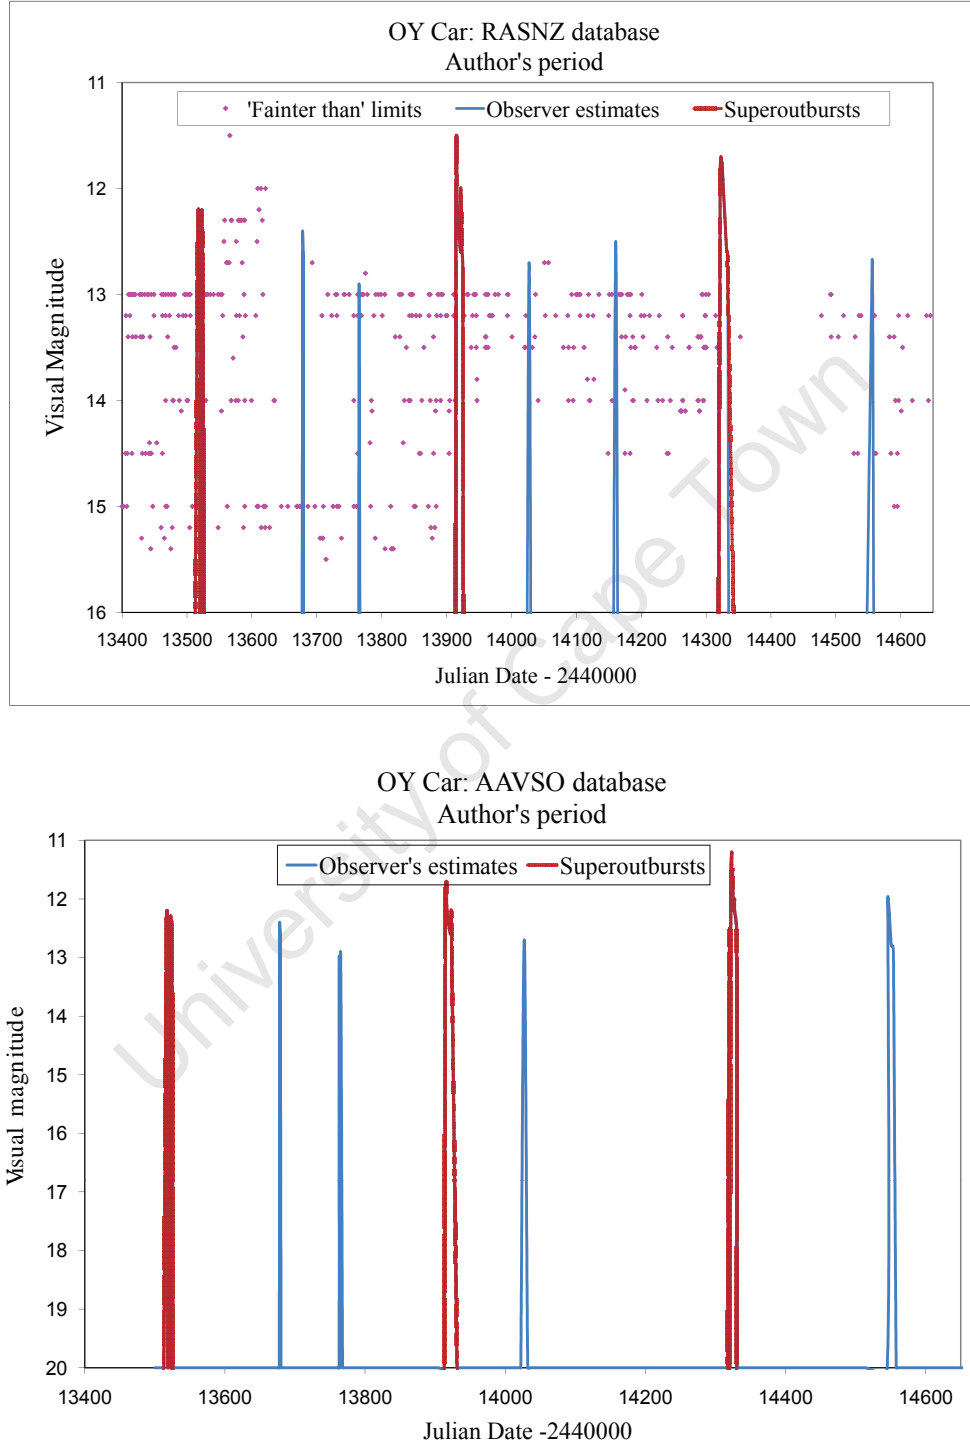 OY Car: RASNZ database
Author's period
'Fainter than' limits Observer estimates Superoutbursts
11
12
13
14
15
16
Visual Magnitude
13400 13500 13600 13700 13800 13900 14000 14100 14200 14300 14400 14500 14600
Julian Date - 2440000
OY Car: AAVSO database
Author's period
Observer's estimates Superoutbursts
11
12
13
14
15
16
17
18
19
20
Visual magnitude
13400 13600 13800 14000 14200 14400 14600
Julian Date -2440000
University of Cape Town